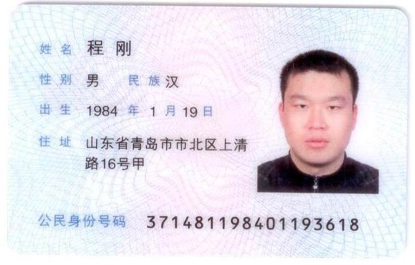 姓名 程刚
性别 男 民族 汉
出生 1984 年 1 月 19 日
住址 山东省青岛市市北区上清
路16号甲
公民身份号码 371481198401193618